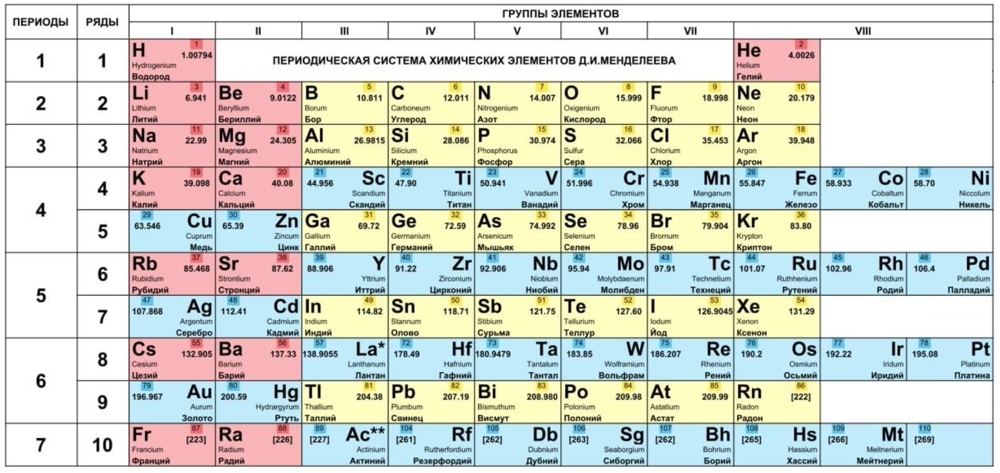 ПЕРИОДЫ РЯДЫ ГРУППЫ ЭЛЕМЕНТОВ
I II III IV V VI VII VIII
1 1 H 1 1.00794 Hydrogenium Водород
ПЕРИОДИЧЕСКАЯ СИСТЕМА ХИМИЧЕСКИХ ЭЛЕМЕНТОВ Д.И.МЕНДЕЛЕЕВА
He 2 4.0026 Helium Гелий
2 2 Li 3 6.941 Lithium Литий
Be 4 9.0122 Beryllium Бериллий
B 5 10.811 Borum Бор
C 6 12.011 Carboneum Углерод
N 7 14.007 Nitrogenium Азот
O 8 15.999 Oxigenium Кислород
F 9 18.998 Fluorum Фтор
Ne 10 20.179 Neon Неон
3 3 Na 11 22.99 Natrium Натрий
Mg 12 24.305 Magnesium Магний
Al 13 26.9815 Aluminium Алюминий
Si 14 28.086 Silicium Кремний
P 15 30.974 Phosphorus Фосфор
S 16 32.066 Sulfur Сера
Cl 17 35.453 Chlorium Хлор
Ar 18 39.948 Argon Аргон
4 4 K 19 39.098 Kalium Калий
Ca 20 40.08 Calcium Кальций
21 Sc 44.956 Scandium Скандий
22 Ti 47.90 Titanium Титан
23 V 50.941 Vanadium Ванадий
24 Cr 51.996 Chromium Хром
25 Mn 54.938 Manganum Марганец
26 Fe 55.847 Ferrum Железо
27 Co 58.933 Cobaltum Кобальт
28 Ni 58.70 Niccolum Никель
5 29 Cu 63.546 Cuprum Медь
30 Zn 65.39 Zincum Цинк
Ga 31 69.72 Gallium Галлий
Ge 32 72.59 Germanium Германий
As 33 74.992 Arsenicum Мышьяк
Se 34 78.96 Selenium Селен
Br 35 79.904 Bromum Бром
Kr 36 83.80 Krypton Криптон
5 6 Rb 37 85.468 Rubidium Рубидий
Sr 38 87.62 Strontium Стронций
39 Y 88.906 Yttrium Иттрий
40 Zr 91.22 Zirconium Цирконий
41 Nb 92.906 Niobium Ниобий
42 Mo 95.94 Molybdaenum Молибден
43 Tc 97.91 Technetium Технеций
44 Ru 101.07 Ruthhenium Рутений
45 Rh 102.96 Rhodium Родий
46 Pd 106.4 Palladium Палладий
7 47 Ag 107.868 Argentum Серебро
48 Cd 112.41 Cadmium Кадмий
In 49 114.82 Indium Индий
Sn 50 118.71 Stannum Олово
Sb 51 121.75 Stibium Сурьма
Te 52 127.60 Tellurium Теллур
I 53 126.9045 Iodum Йод
Xe 54 131.29 Xenon Ксенон
6 8 Cs 55 132.905 Cesium Цезий
Ba 56 137.33 Barium Барий
57 La* 138.9055 Lanthanum Лантан
72 Hf 178.49 Hafnium Гафний
73 Ta 180.9479 Tantalum Тантал
74 W 183.85 Wolframium Вольфрам
75 Re 186.207 Rhenium Рений
76 Os 190.2 Osmium Осьмий
77 Ir 192.22 Iridum Иридий
78 Pt 195.08 Platinum Платина
9 79 Au 196.967 Aurum Золото
80 Hg 200.59 Hydrargyrum Ртуть
Tl 81 204.38 Thallium Таллий
Pb 82 207.19 Plumbum Свинец
Bi 83 208.980 Bismuthum Висмут
Po 84 209.98 Polonium Полоний
At 85 209.99 Astatium Астат
Rn 86 [222] Radon Радон
7 10 Fr 87 [223] Francium Франций
Ra 88 [226] Radium Радий
89 Ac** [227] Actinium Актиний
104 Rf [261] Rutherfordium Резерфордий
105 Db [262] Dubnium Дубний
106 Sg [263] Seaborgium Сиборгий
107 Bh [262] Bohrium Борий
108 Hs [265] Hassium Хассий
109 Mt [266] Meitnerium Мейтнерий
110 [269]